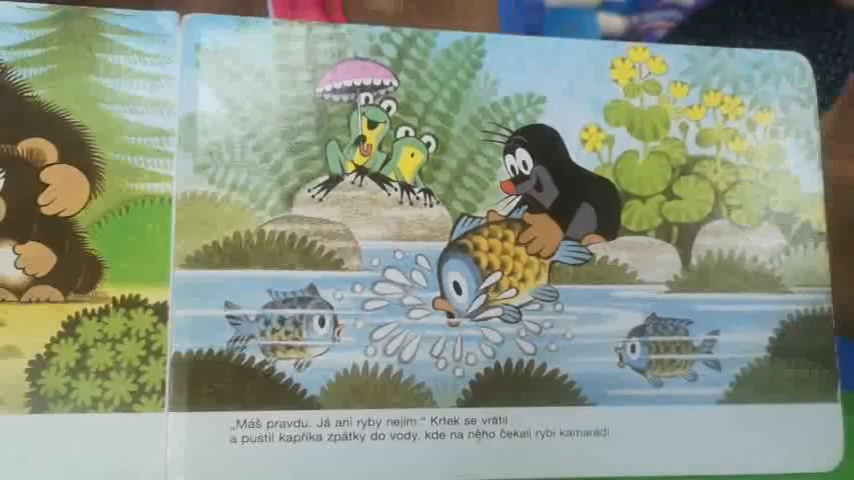 „Máš pravdu. Já ani ryby nejím.“ Krtek se vrátil
a pustil kapříka zpátky do vody, kde na něho čekali rybí kamarádi